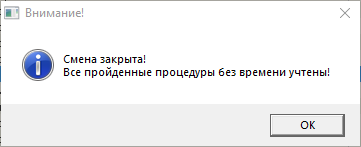 Внимание!
Смена закрыта!
Все пройденные процедуры без времени учтены!
OK